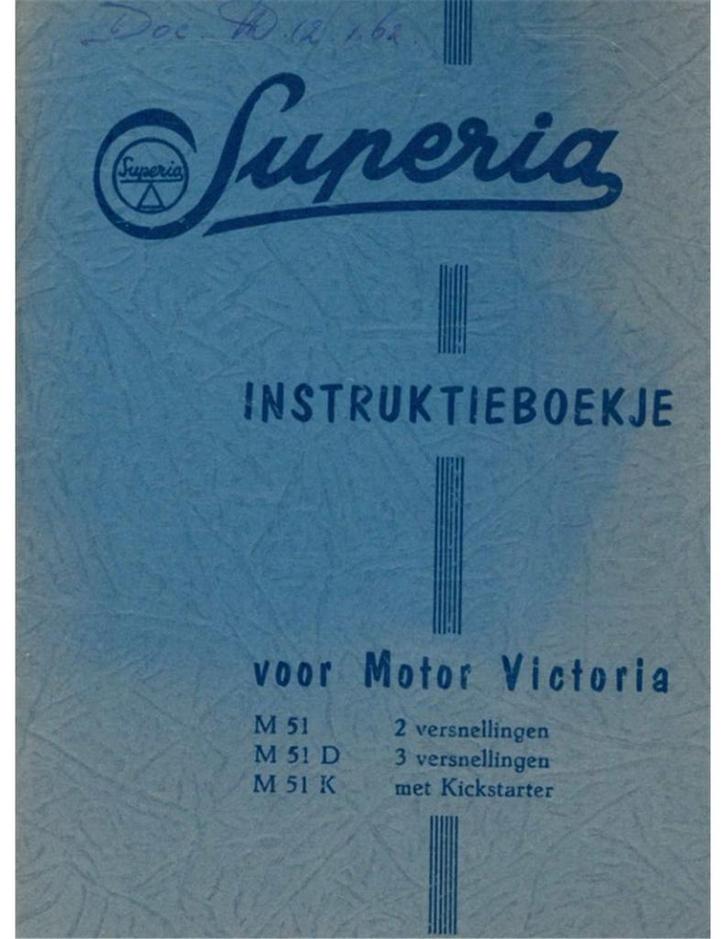 Doc. 12.1.62.
Superia
Superia
INSTRUKTIEBOEKJE
voor Motor Victoria
M 51 2 versnellingen
M 51 D 3 versnellingen
M 51 K met Kickstarter